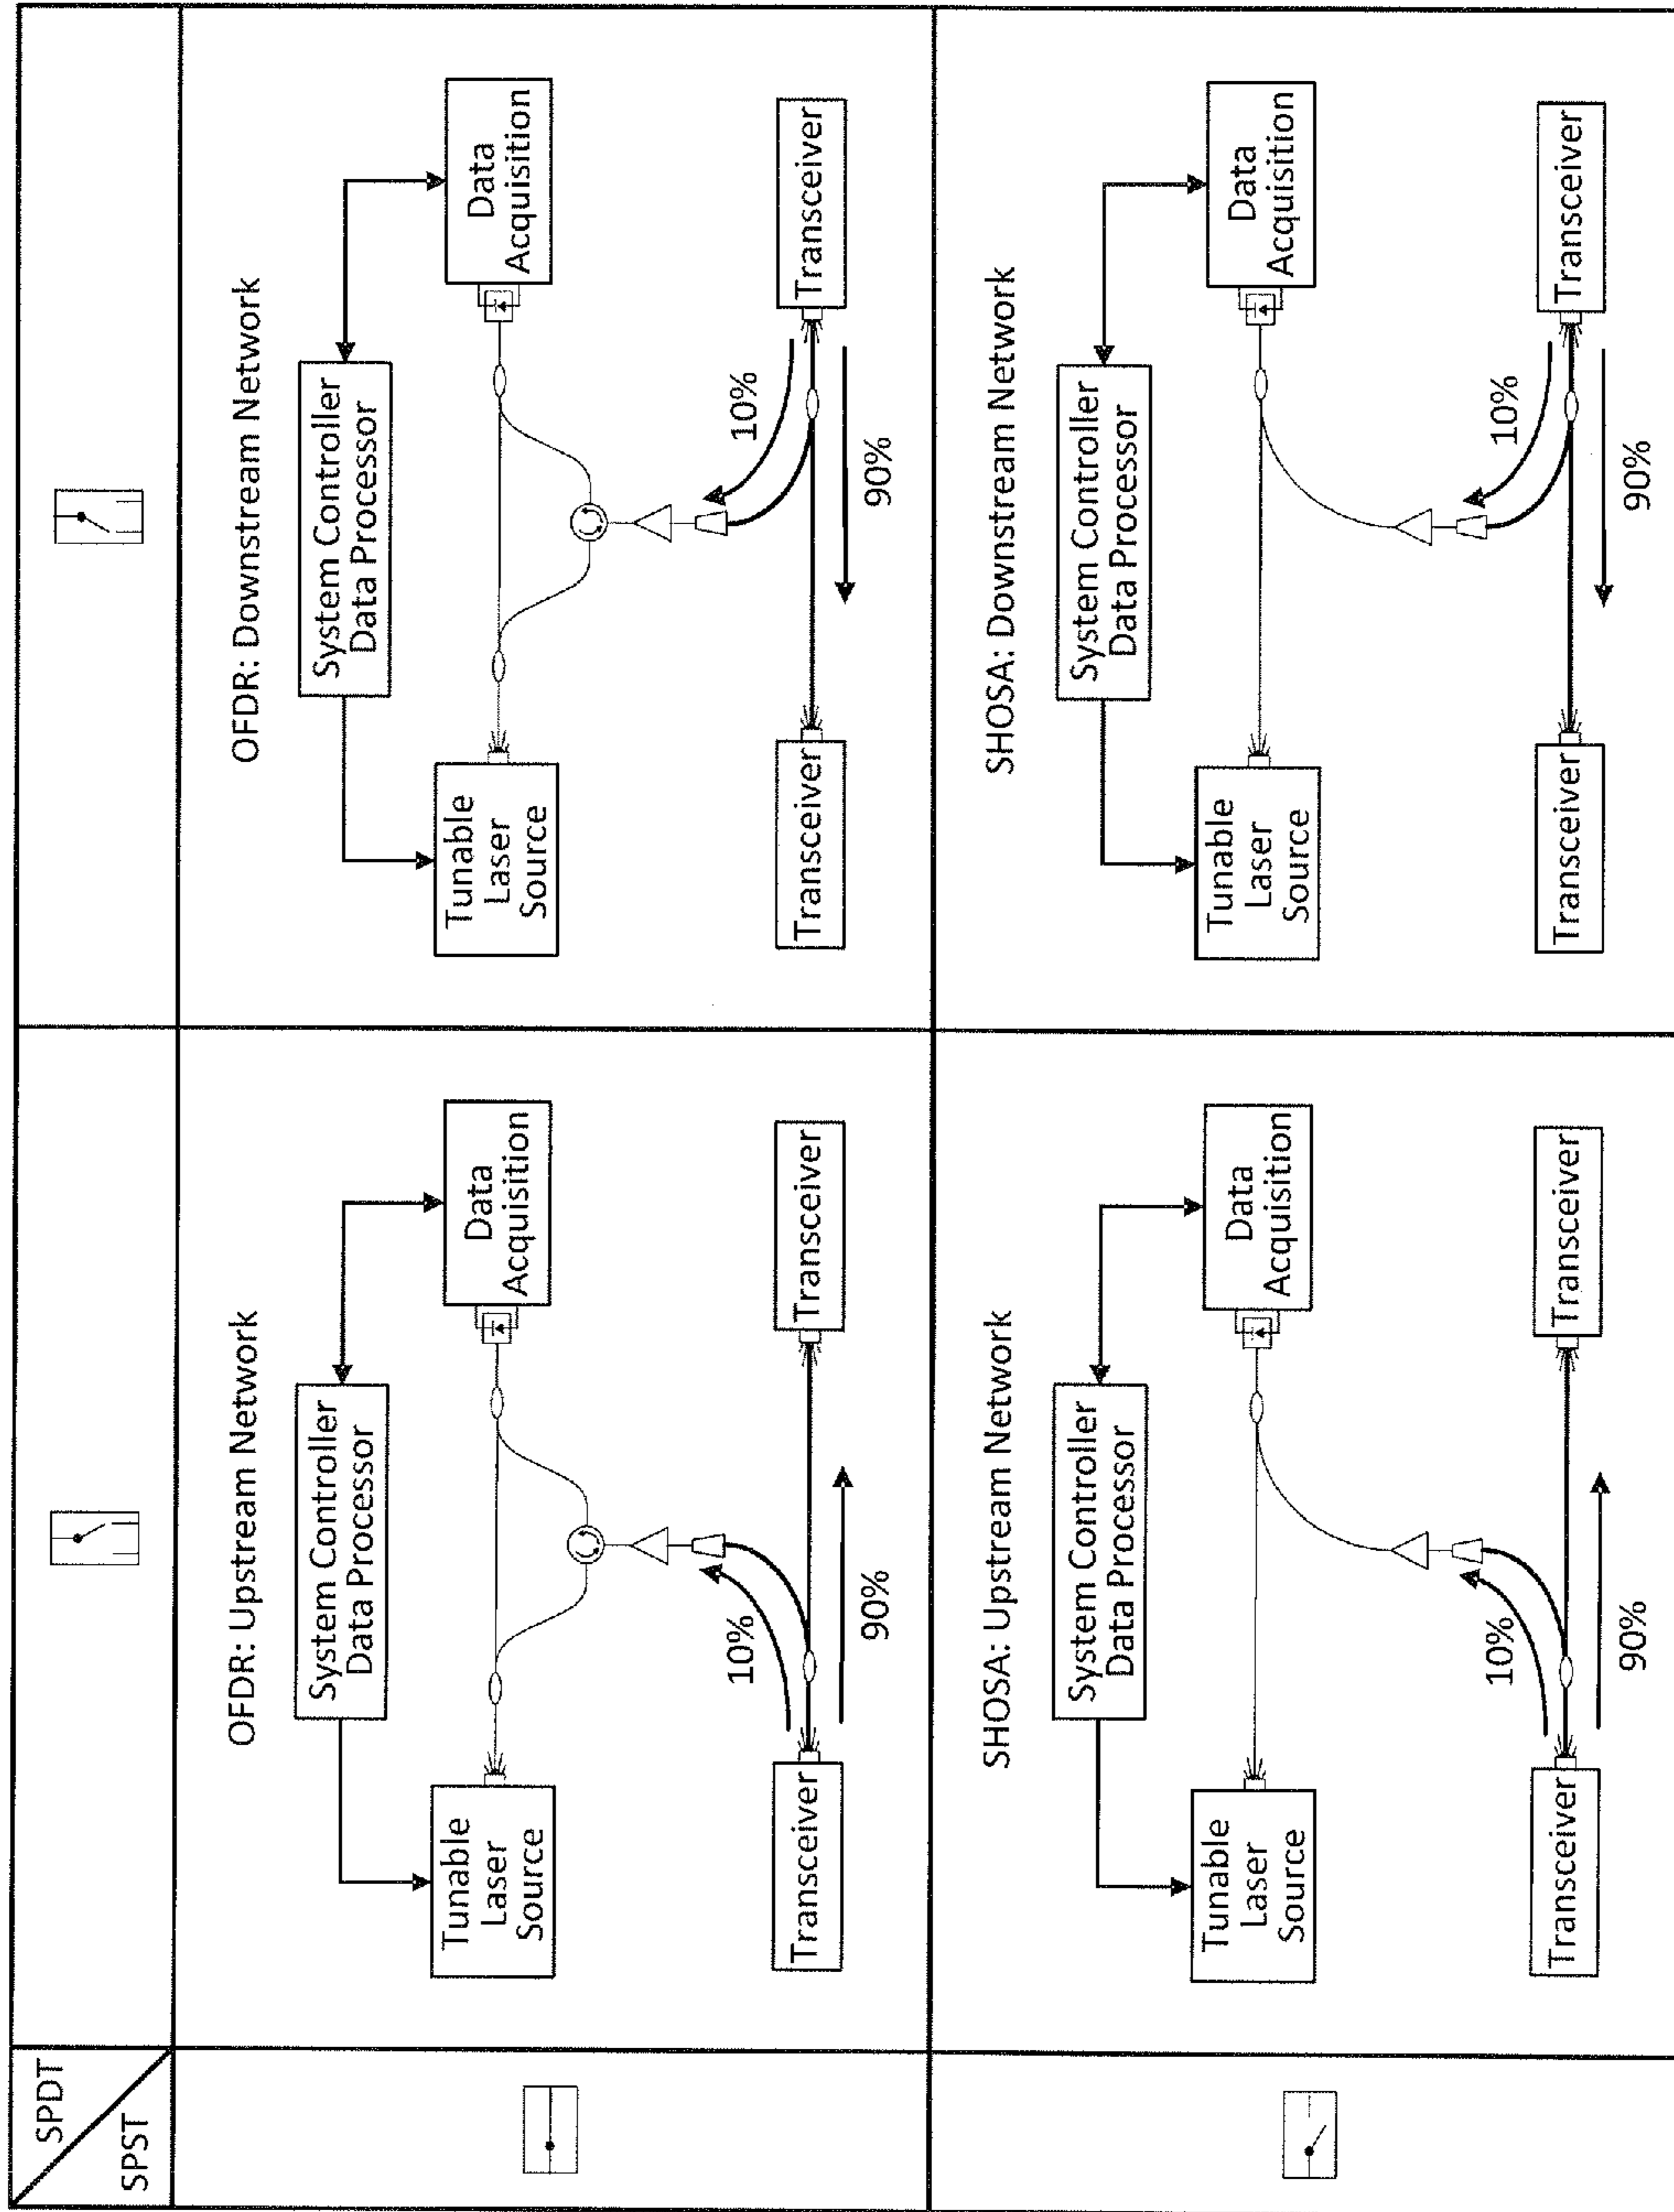 SPDT
SPST
OFDR: Upstream Network
System Controller
Data Processor
Tunable
Laser
Source
Data
Acquisition
10%
Transceiver
Transceiver
90%
OFDR: Downstream Network
System Controller
Data Processor
Tunable
Laser
Source
Data
Acquisition
10%
Transceiver
Transceiver
90%
SHOSA: Upstream Network
System Controller
Data Processor
Tunable
Laser
Source
Data
Acquisition
10%
Transceiver
Transceiver
90%
SHOSA: Downstream Network
System Controller
Data Processor
Tunable
Laser
Source
Data
Acquisition
10%
Transceiver
Transceiver
90%